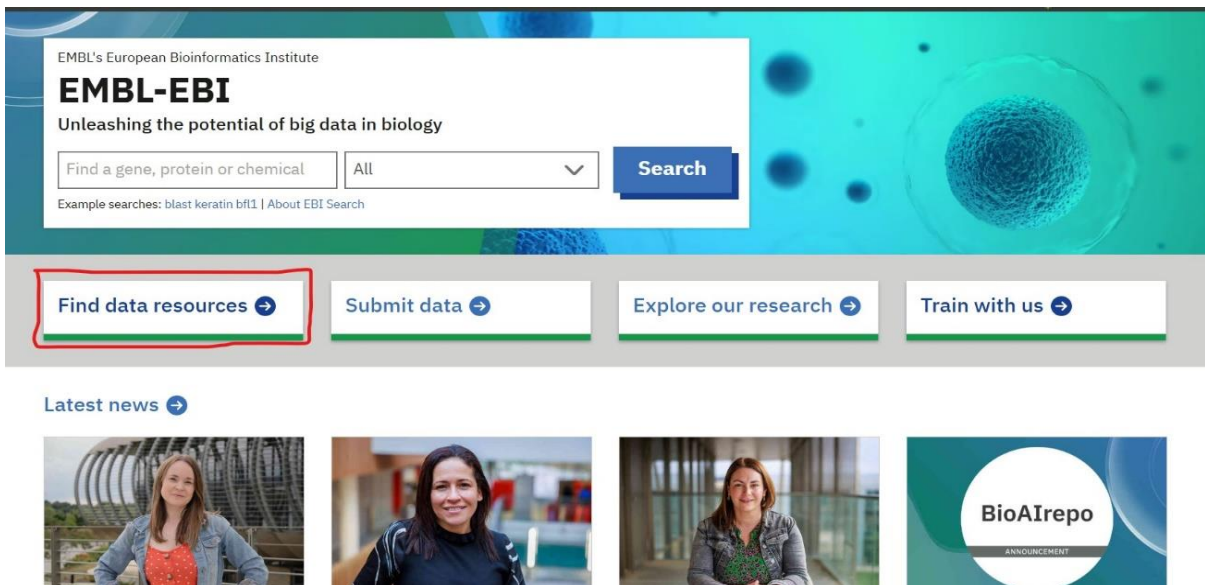 EMBL's European Bioinformatics Institute
EMBL-EBI
Unleashing the potential of big data in biology
Find a gene, protein or chemical
All
Search
Example searches: blast keratin bfl1 | About EBI Search
Find data resources
Submit data
Explore our research
Train with us
Latest news
BioAIrepo
ANNOUNCEMENT